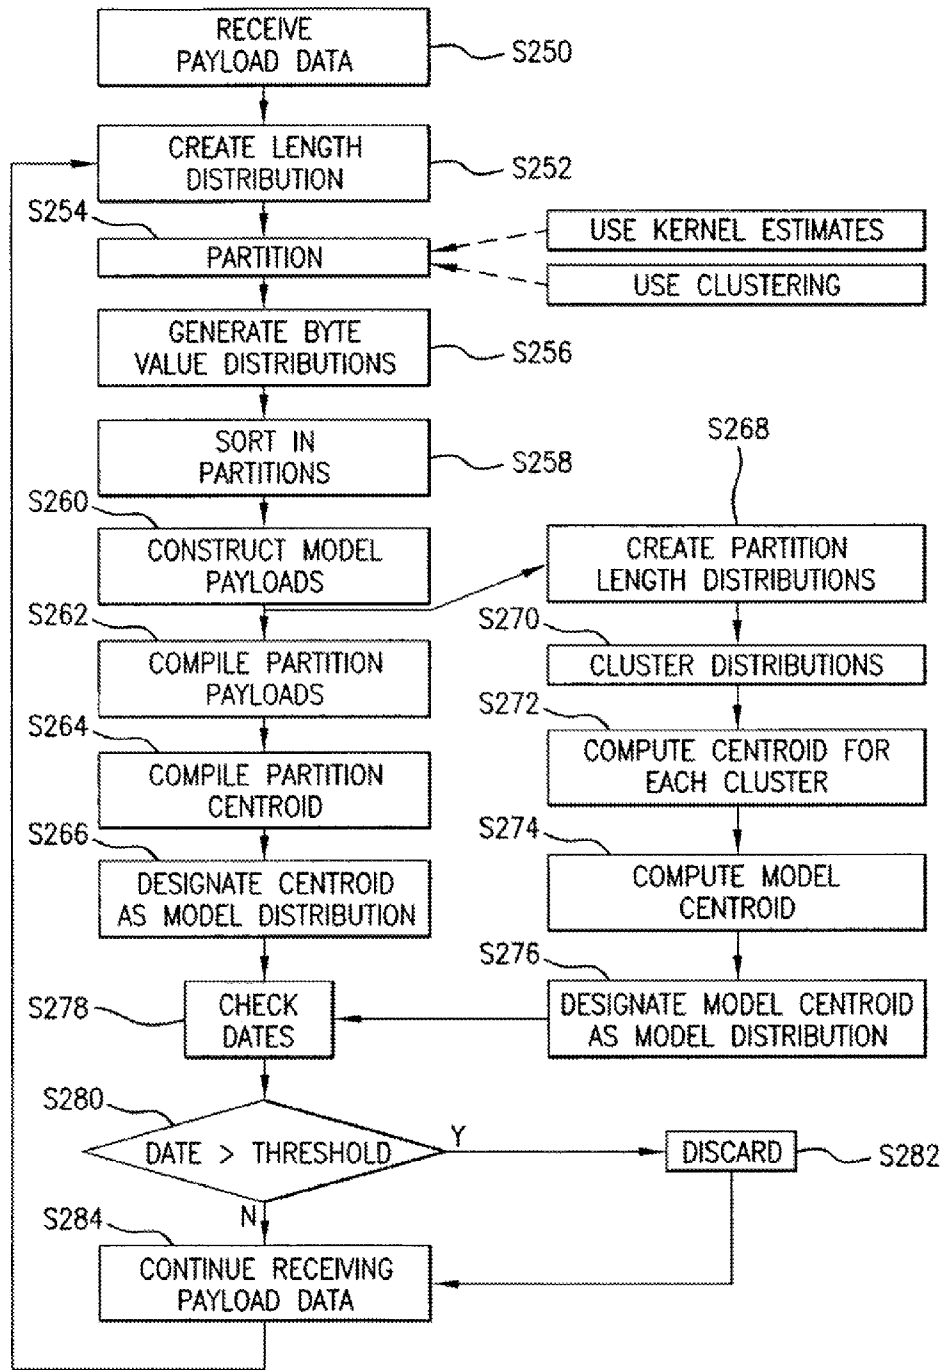 RECEIVE
PAYLOAD DATA
S250
CREATE LENGTH
DISTRIBUTION
S252
S254
PARTITION
USE KERNEL ESTIMATES
USE CLUSTERING
GENERATE BYTE
VALUE DISTRIBUTIONS
S256
SORT IN
PARTITIONS
S258
S260
CONSTRUCT MODEL
PAYLOADS
S262
COMPILE PARTITION
PAYLOADS
S264
COMPILE PARTITION
CENTROID
S266
DESIGNATE CENTROID
AS MODEL DISTRIBUTION
S268
CREATE PARTITION
LENGTH DISTRIBUTIONS
S270
CLUSTER DISTRIBUTIONS
S272
COMPUTE CENTROID FOR
EACH CLUSTER
S274
COMPUTE MODEL
CENTROID
S276
DESIGNATE MODEL CENTROID
AS MODEL DISTRIBUTION
S278
CHECK
DATES
S280
DATE > THRESHOLD
Y
DISCARD
S282
N
S284
CONTINUE RECEIVING
PAYLOAD DATA